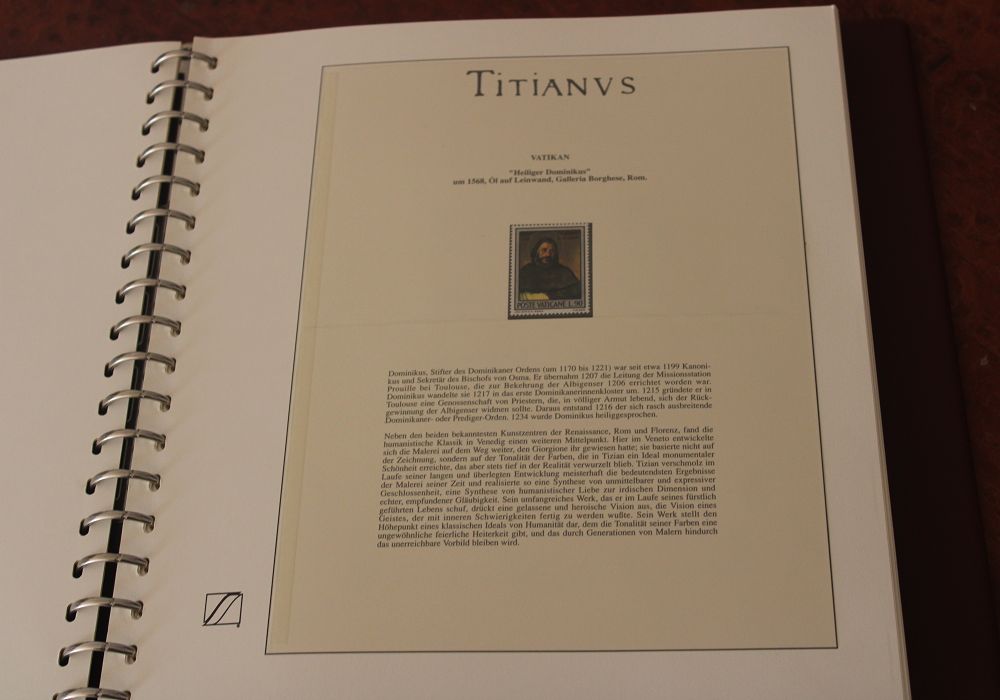 TITIANVS
VATIKAN
"Heiliger Dominikus"
um 1568, Öl auf Leinwand, Galleria Borghese, Rom.
POSTE VATICANE L.90
Dominikus, Stifter des Dominikaner Ordens (um 1170 bis 1221) war seit etwa 1199 Kanoni-
kus und Sekretär des Bischofs von Osma. Er übernahm 1207 die Leitung der Missionsstation
Prouille bei Toulouse, die zur Bekehrung der Albigenser 1206 errichtet worden war.
Dominikus wandelte sie 1217 in das erste Dominikanerinnenkloster um. 1215 gründete er in
Toulouse eine Genossenschaft von Priestern, die, in völliger Armut lebend, sich der Rück-
gewinnung der Albigenser widmen sollte. Daraus entstand 1216 der sich rasch ausbreitende
Dominikaner- oder Prediger-Orden. 1234 wurde Dominikus heiliggesprochen.
Neben den beiden bekanntesten Kunstzentren der Renaissance, Rom und Florenz, fand die
humanistische Klassik in Venedig einen weiteren Mittelpunkt. Hier im Veneto entwickelte
sich die Malerei auf dem Weg weiter, den Giorgione ihr gewiesen hatte; sie basierte nicht auf
der Zeichnung, sondern auf der Tonalität der Farben, die in Tizian ein Ideal monumentaler
Schönheit erreichte, das aber stets tief in der Realität verwurzelt blieb. Tizian verschmolz im
Laufe seiner langen und überlegten Entwicklung meisterhaft die bedeutendsten Ergebnisse
der Malerei seiner Zeit und realisierte so eine Synthese von unmittelbarer und expressiver
Geschlossenheit, eine Synthese von humanistischer Liebe zur irdischen Dimension und
echter, empfundener Gläubigkeit. Sein umfangreiches Werk, das er im Laufe seines fürstlich
geführten Lebens schuf, drückt eine gelassene und heroische Vision aus, die Vision eines
Geistes, der mit inneren Schwierigkeiten fertig zu werden wußte. Sein Werk stellt den
Höhepunkt eines klassischen Ideals von Humanität dar, dem die Tonalität seiner Farben eine
ungewöhnliche feierliche Heiterkeit gibt, und das durch Generationen von Malern hindurch
das unerreichbare Vorbild bleiben wird.